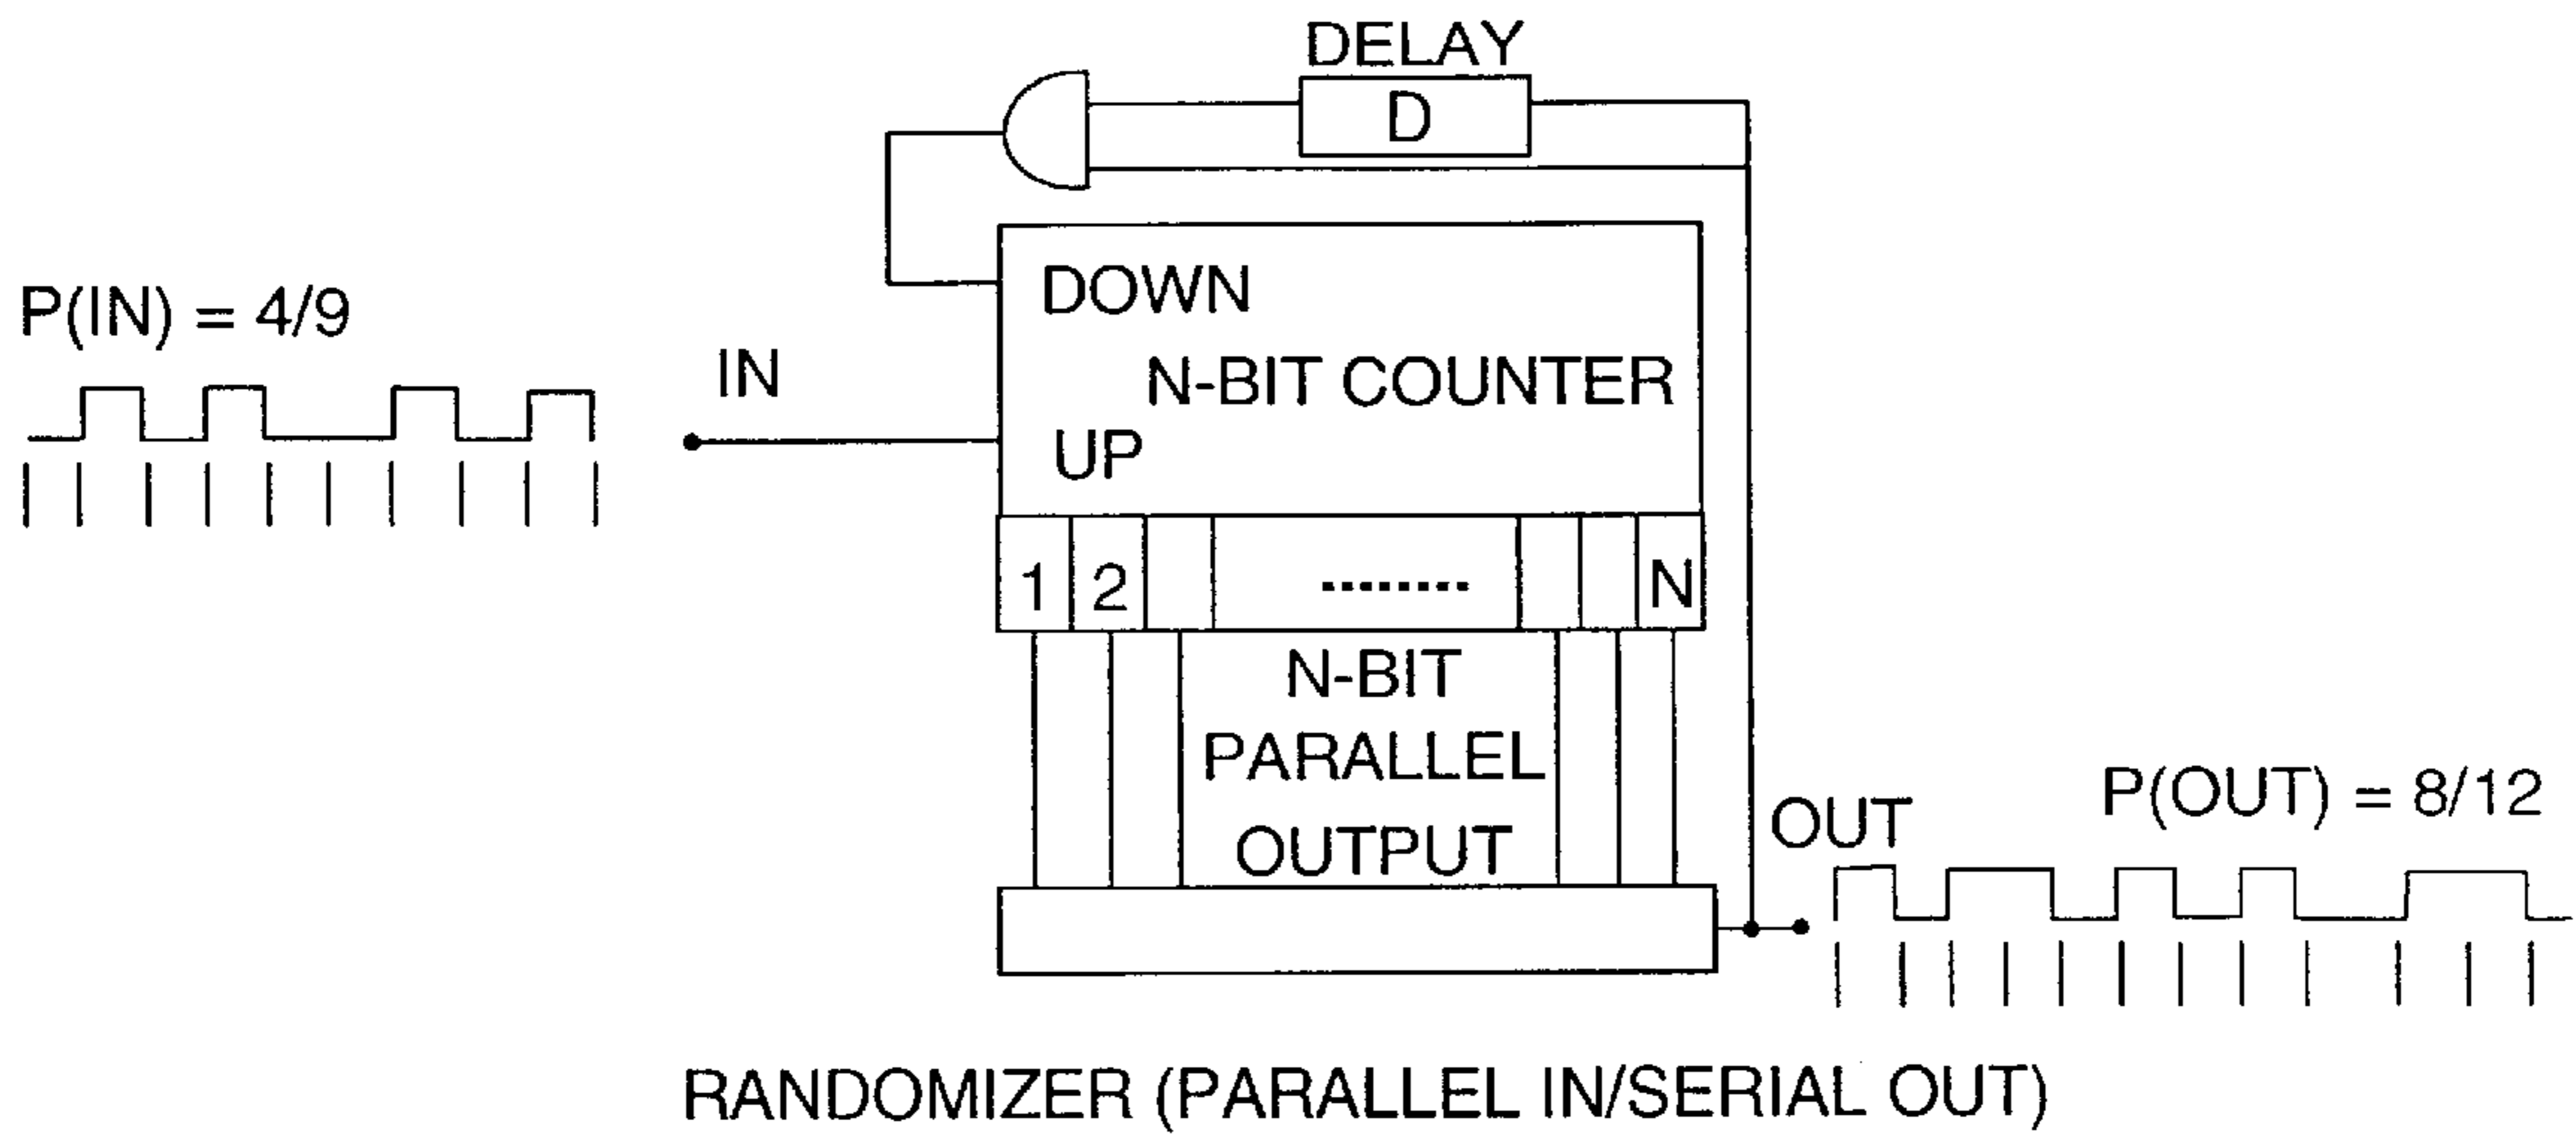 DELAY
D
DOWN
P(IN) = 4/9
IN
N-BIT COUNTER
UP
1 2 ........ N
N-BIT
PARALLEL
OUTPUT
OUT
P(OUT) = 8/12
RANDOMIZER (PARALLEL IN/SERIAL OUT)